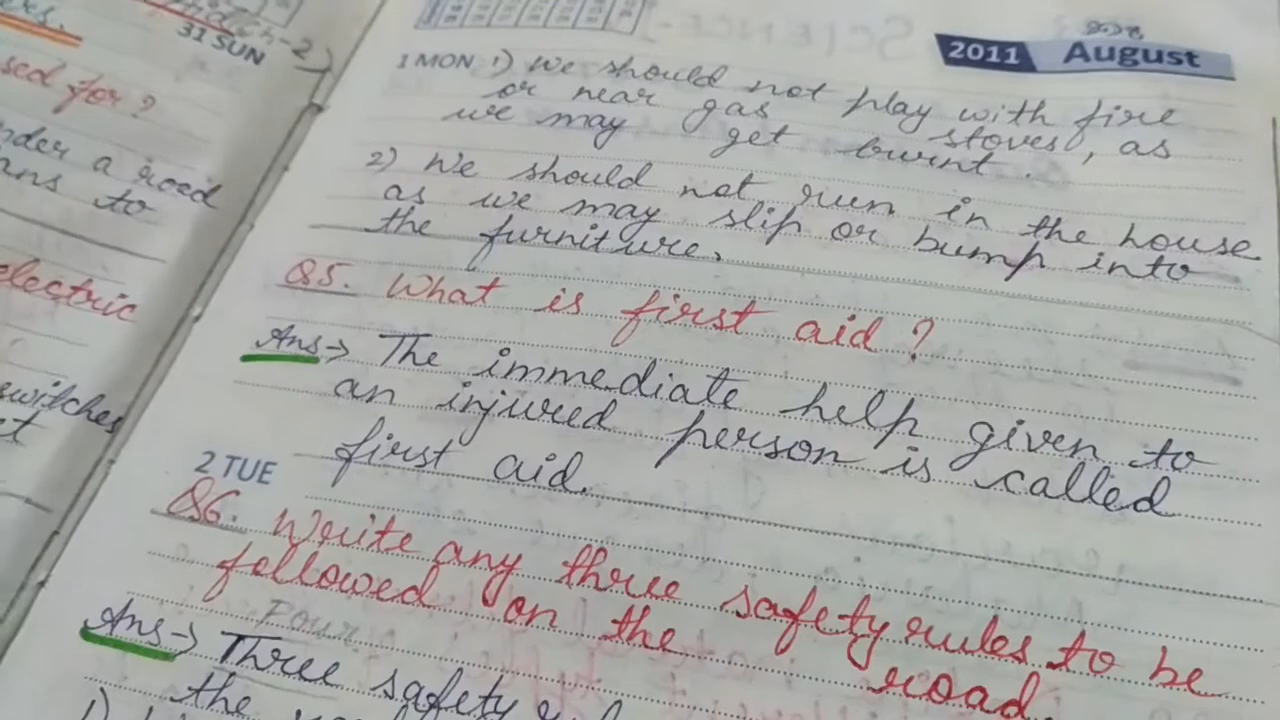 31 SUN
sed for ?
nder a road
ans to
electric
switches
2011 August
1 MON 1) We should not play with fire
or near gas stoves, as
we may get burnt.
2) We should not run in the house
as we may slip or bump into
the furniture.
Q5. What is first aid ?
Ans→ The immediate help given to
an injured person is called
first aid.
2 TUE
Q6. Write any three safety rules to be
followed on the road.
Four
Ans→ Three safety
the
1)